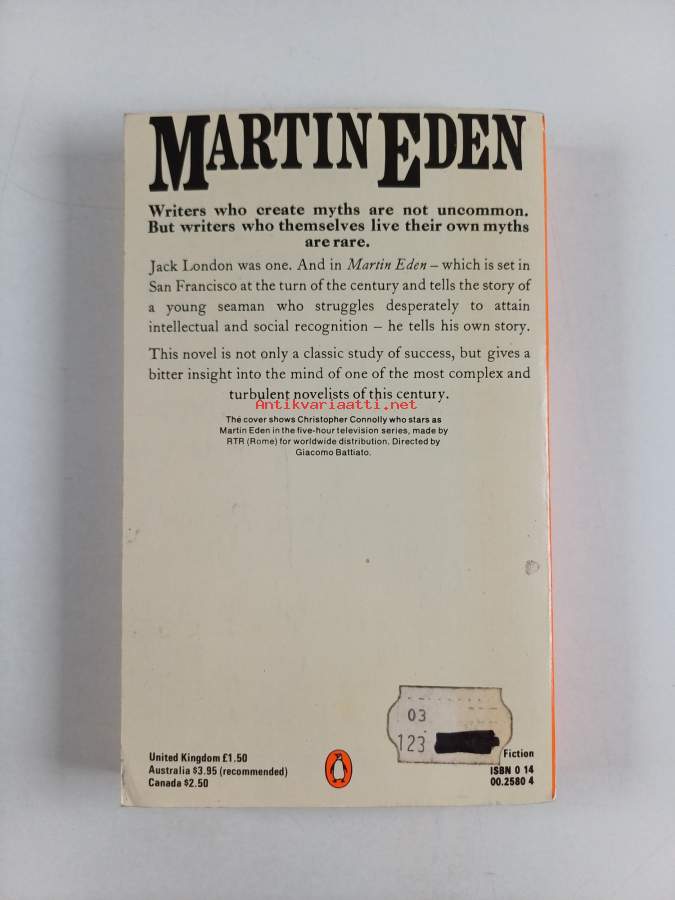 MARTIN EDEN
Writers who create myths are not uncommon.
But writers who themselves live their own myths
are rare.
Jack London was one. And in Martin Eden – which is set in
San Francisco at the turn of the century and tells the story of
a young seaman who struggles desperately to attain
intellectual and social recognition – he tells his own story.
This novel is not only a classic study of success, but gives a
bitter insight into the mind of one of the most complex and
turbulent novelists of this century.
Antikvariaatti.net
The cover shows Christopher Connolly who stars as
Martin Eden in the five-hour television series, made by
RTR (Rome) for worldwide distribution. Directed by
Giacomo Battiato.
03
123
United Kingdom £1.50
Australia $3.95 (recommended)
Canada $2.50
Fiction
ISBN 0 14
00.2580 4